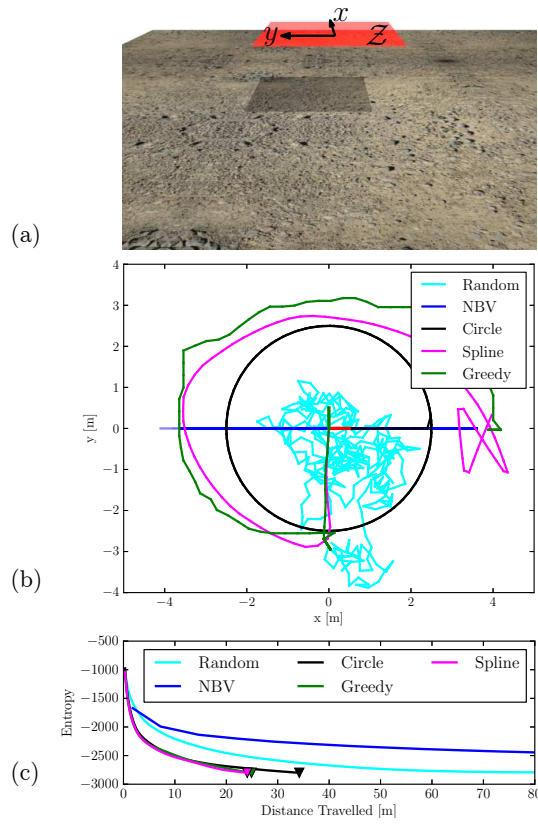 x
y
Z
(a)
4
3
2
1
0
−1
−2
−3
−4
y [m]
−4
−2
0
2
4
x [m]
Random
NBV
Circle
Spline
Greedy
(b)
−500
−1000
−1500
−2000
−2500
−3000
Entropy
Random
Circle
Spline
NBV
Greedy
0
10
20
30
40
50
60
70
80
Distance Travelled [m]
(c)